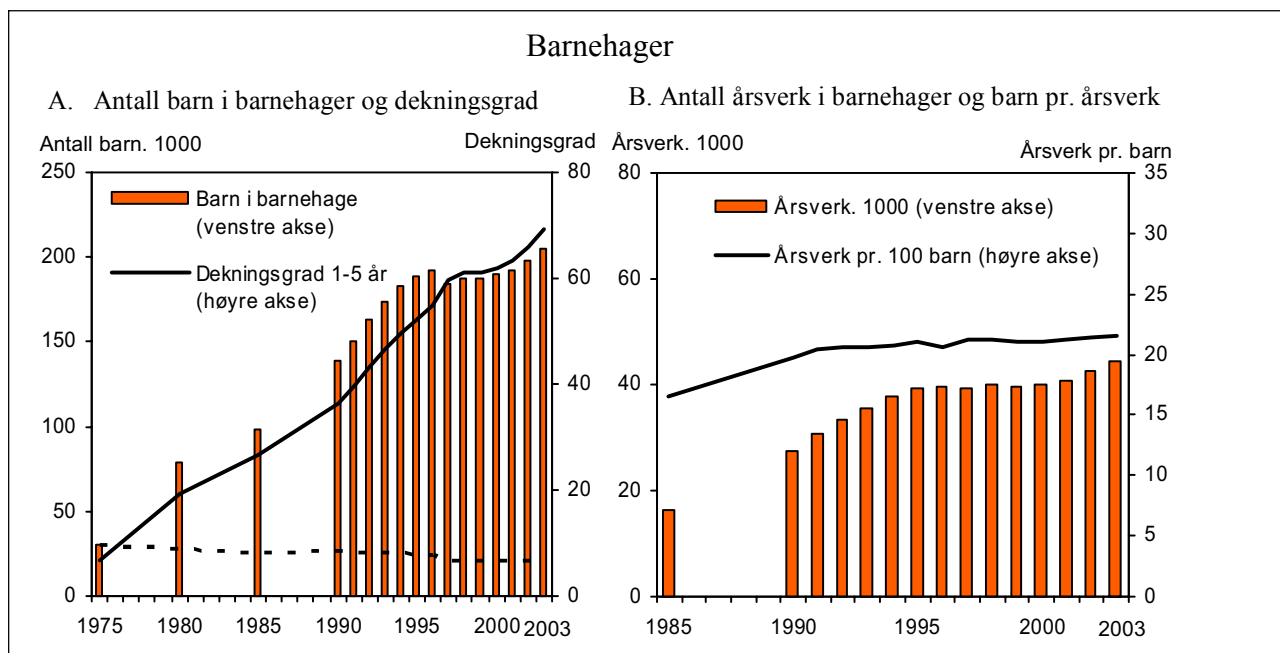 Barnehager
A. Antall barn i barnehager og dekningsgrad
Antall barn. 1000
Dekningsgrad
250
200
150
100
50
0
80
60
40
20
0
Barn i barnehage
(venstre akse)
Dekningsgrad 1-5 år
(høyre akse)
1975
1980
1985
1990
1995
2000
2003
B. Antall årsverk i barnehager og barn pr. årsverk
Årsverk. 1000
Årsverk pr. barn
80
60
40
20
0
35
30
25
20
15
10
5
0
Årsverk. 1000 (venstre akse)
Årsverk pr. 100 barn (høyre akse)
1985
1990
1995
2000
2003